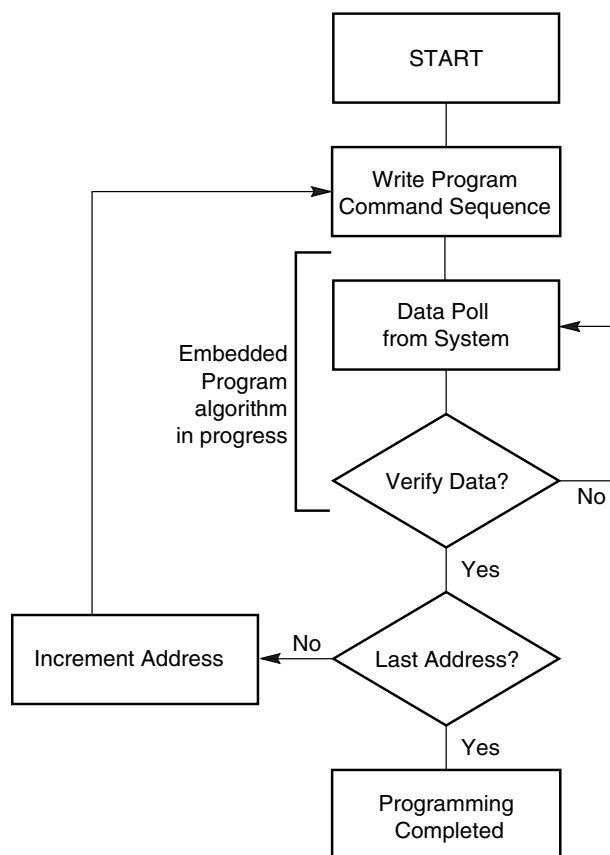 START
Write Program
Command Sequence
Data Poll
from System
Embedded
Program
algorithm
in progress
Verify Data?
No
Yes
Last Address?
No
Increment Address
Yes
Programming
Completed